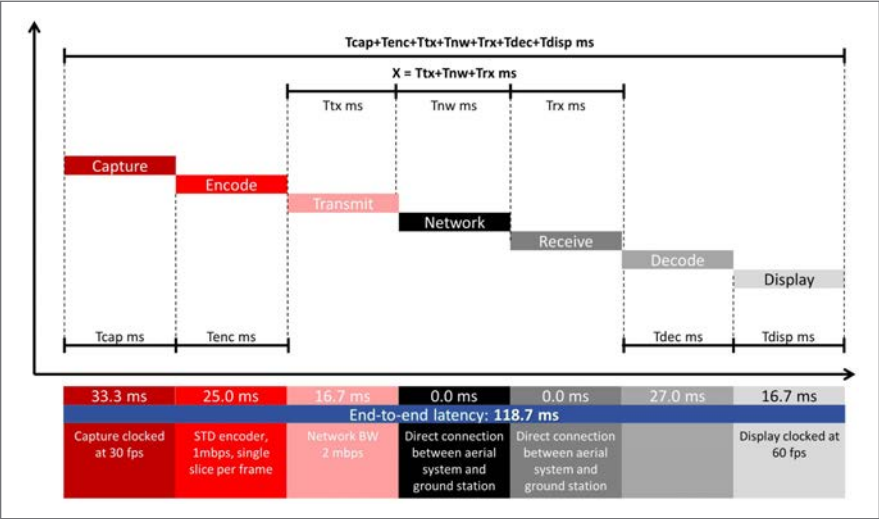 Tcap+Tenc+Ttx+Tnw+Trx+Tdec+Tdisp ms
X = Ttx+Tnw+Trx ms
Ttx ms
Tnw ms
Trx ms
Capture
Encode
Transmit
Network
Receive
Decode
Display
Tcap ms
Tenc ms
Tdec ms
Tdisp ms
33.3 ms
25.0 ms
16.7 ms
0.0 ms
0.0 ms
27.0 ms
16.7 ms
End-to-end latency: 118.7 ms
Capture clocked
at 30 fps
STD encoder,
1mbps, single
slice per frame
Network BW
2 mbps
Direct connection
between aerial
system and
ground station
Direct connection
between aerial
system and
ground station
Display clocked at
60 fps